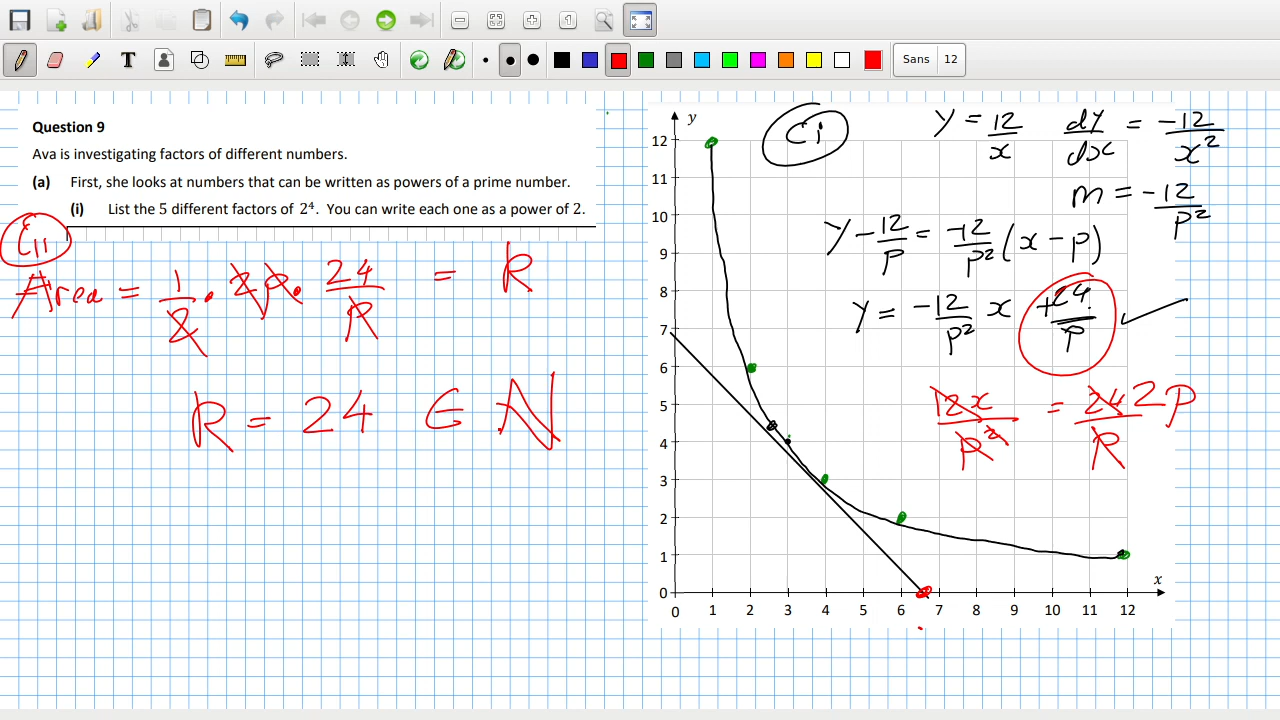 Sans 12
Question 9
Ava is investigating factors of different numbers.
(a) First, she looks at numbers that can be written as powers of a prime number.
(i) List the 5 different factors of 2⁴. You can write each one as a power of 2.
Cii
Area = 1/2 · 2p · 24/p = R
R = 24 ∈ N
Ci
y = 12/x dy/dx = -12/x²
m = -12/p²
y - 12/p = -12/p² (x - p)
y = -12/p² x + 24/p
12x/p² = 24/p 2p
y
12
11
10
9
8
7
6
5
4
3
2
1
0
x
0 1 2 3 4 5 6 7 8 9 10 11 12